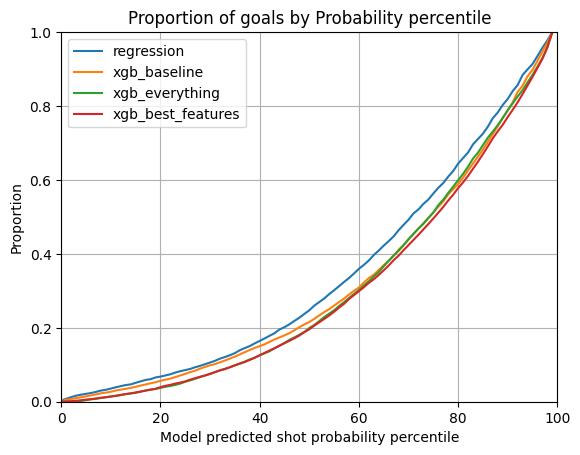 Proportion of goals by Probability percentile
regression
xgb_baseline
xgb_everything
xgb_best_features
Proportion
1.0
0.8
0.6
0.4
0.2
0.0
0 20 40 60 80 100
Model predicted shot probability percentile